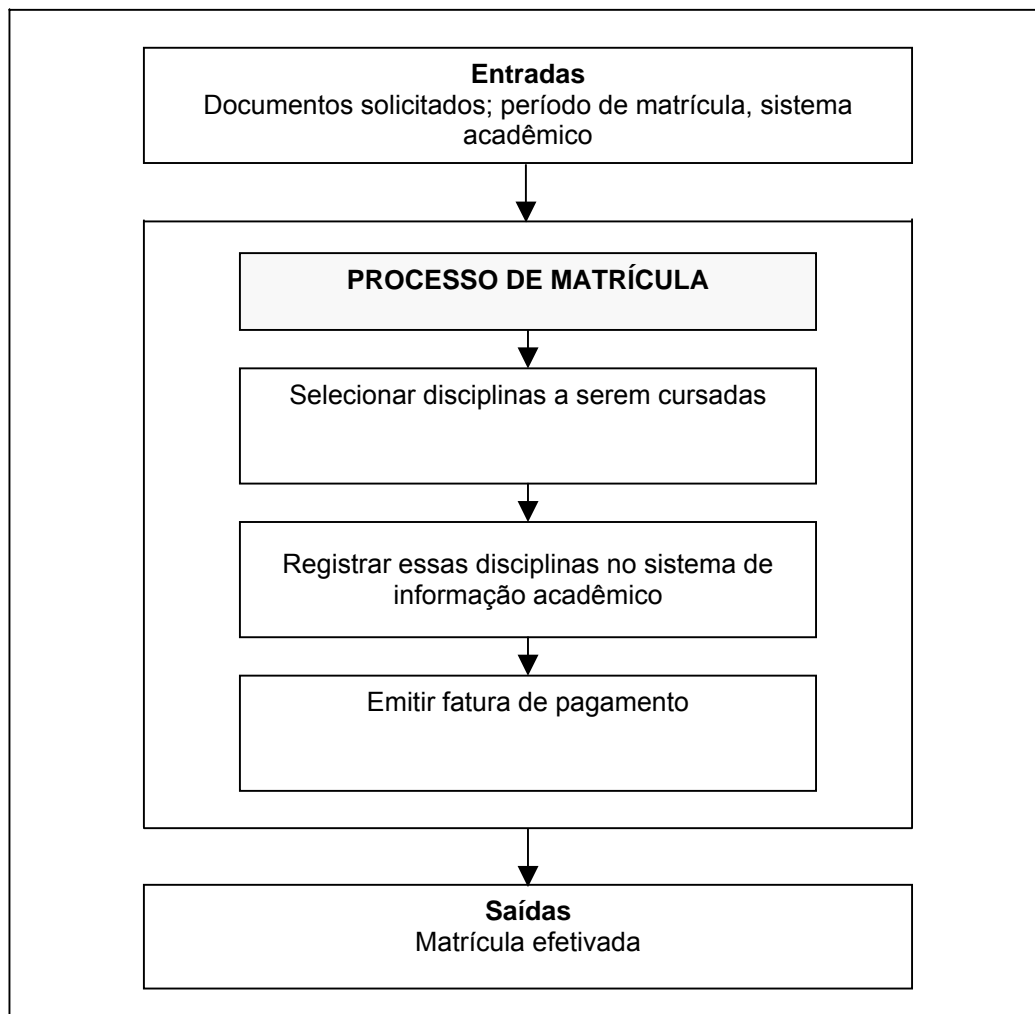 Entradas
Documentos solicitados; período de matrícula, sistema
acadêmico
PROCESSO DE MATRÍCULA
Selecionar disciplinas a serem cursadas
Registrar essas disciplinas no sistema de
informação acadêmico
Emitir fatura de pagamento
Saídas
Matrícula efetivada